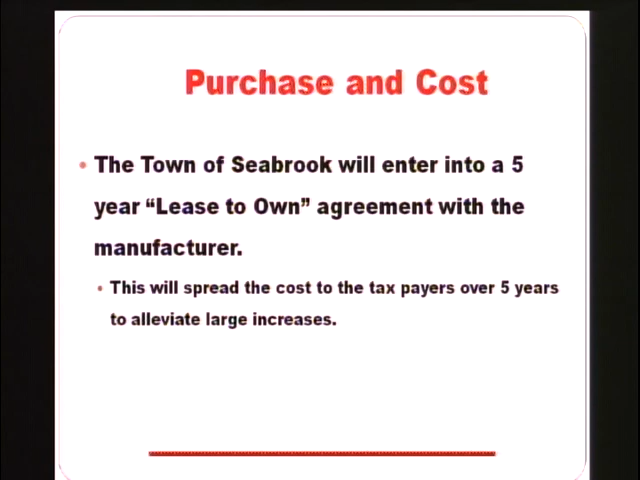 Purchase and Cost
• The Town of Seabrook will enter into a 5
year “Lease to Own” agreement with the
manufacturer.
• This will spread the cost to the tax payers over 5 years
to alleviate large increases.